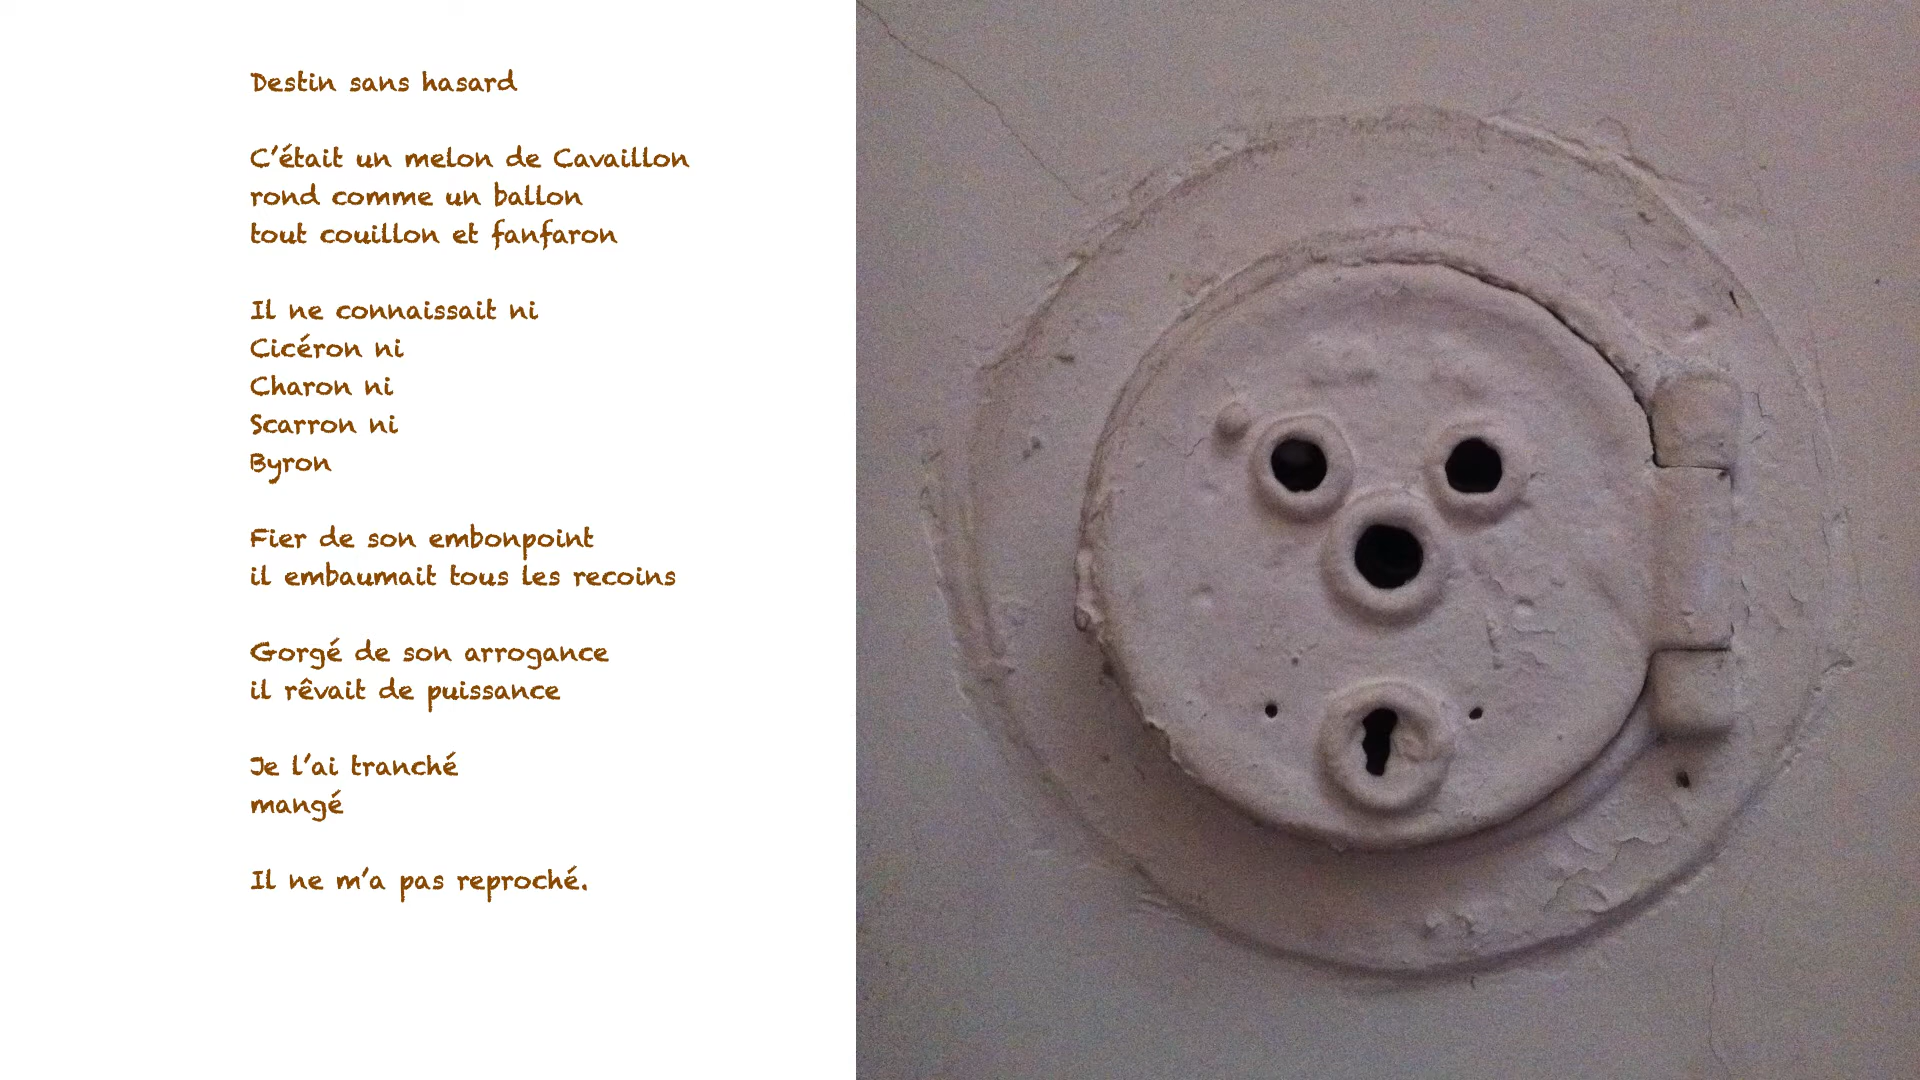 Destin sans hasard
C'était un melon de Cavaillon
rond comme un ballon
tout couillon et fanfaron
Il ne connaissait ni
Cicéron ni
Charon ni
Scarron ni
Byron
Fier de son embonpoint
il embaumait tous les recoins
Gorgé de son arrogance
il rêvait de puissance
Je l'ai tranché
mangé
Il ne m'a pas reproché.